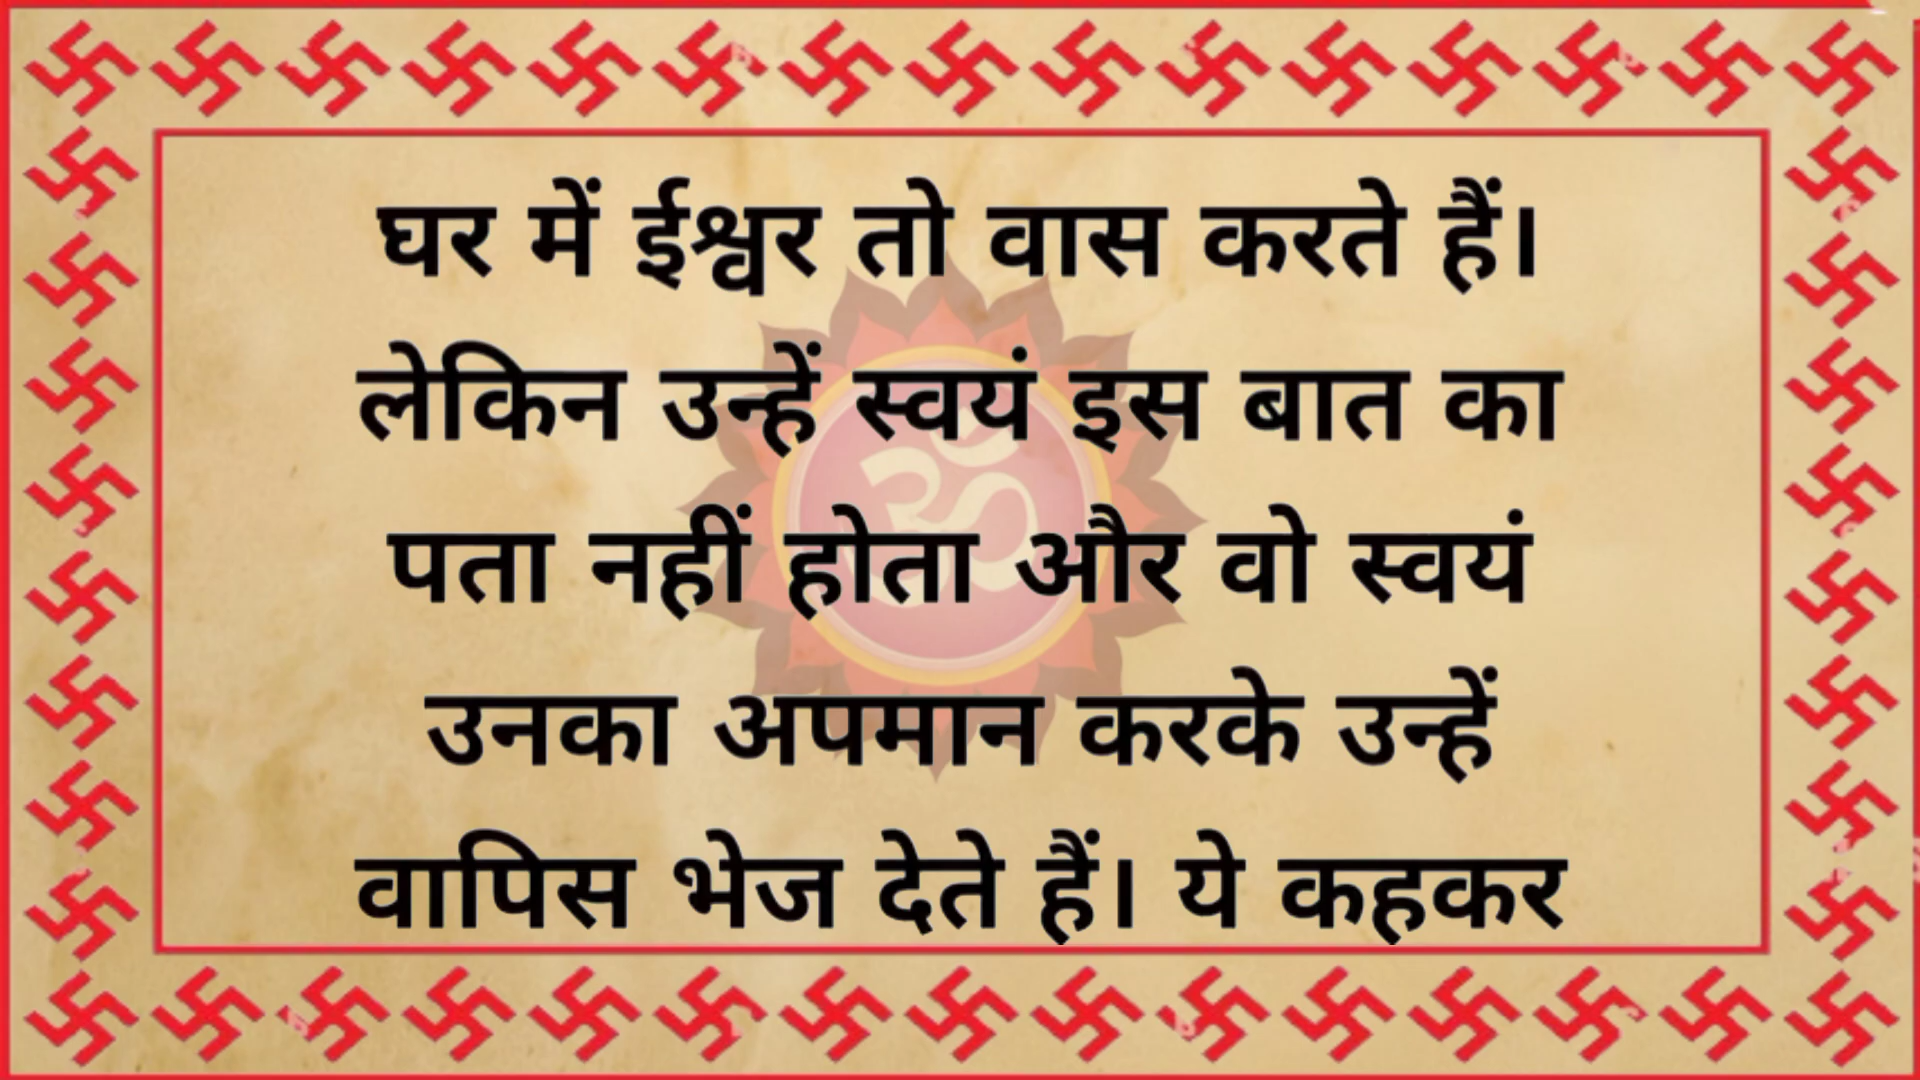 घर में ईश्वर तो वास करते हैं।
लेकिन उन्हें स्वयं इस बात का
पता नहीं होता और वो स्वयं
उनका अपमान करके उन्हें
वापिस भेज देते हैं। ये कहकर
ॐ